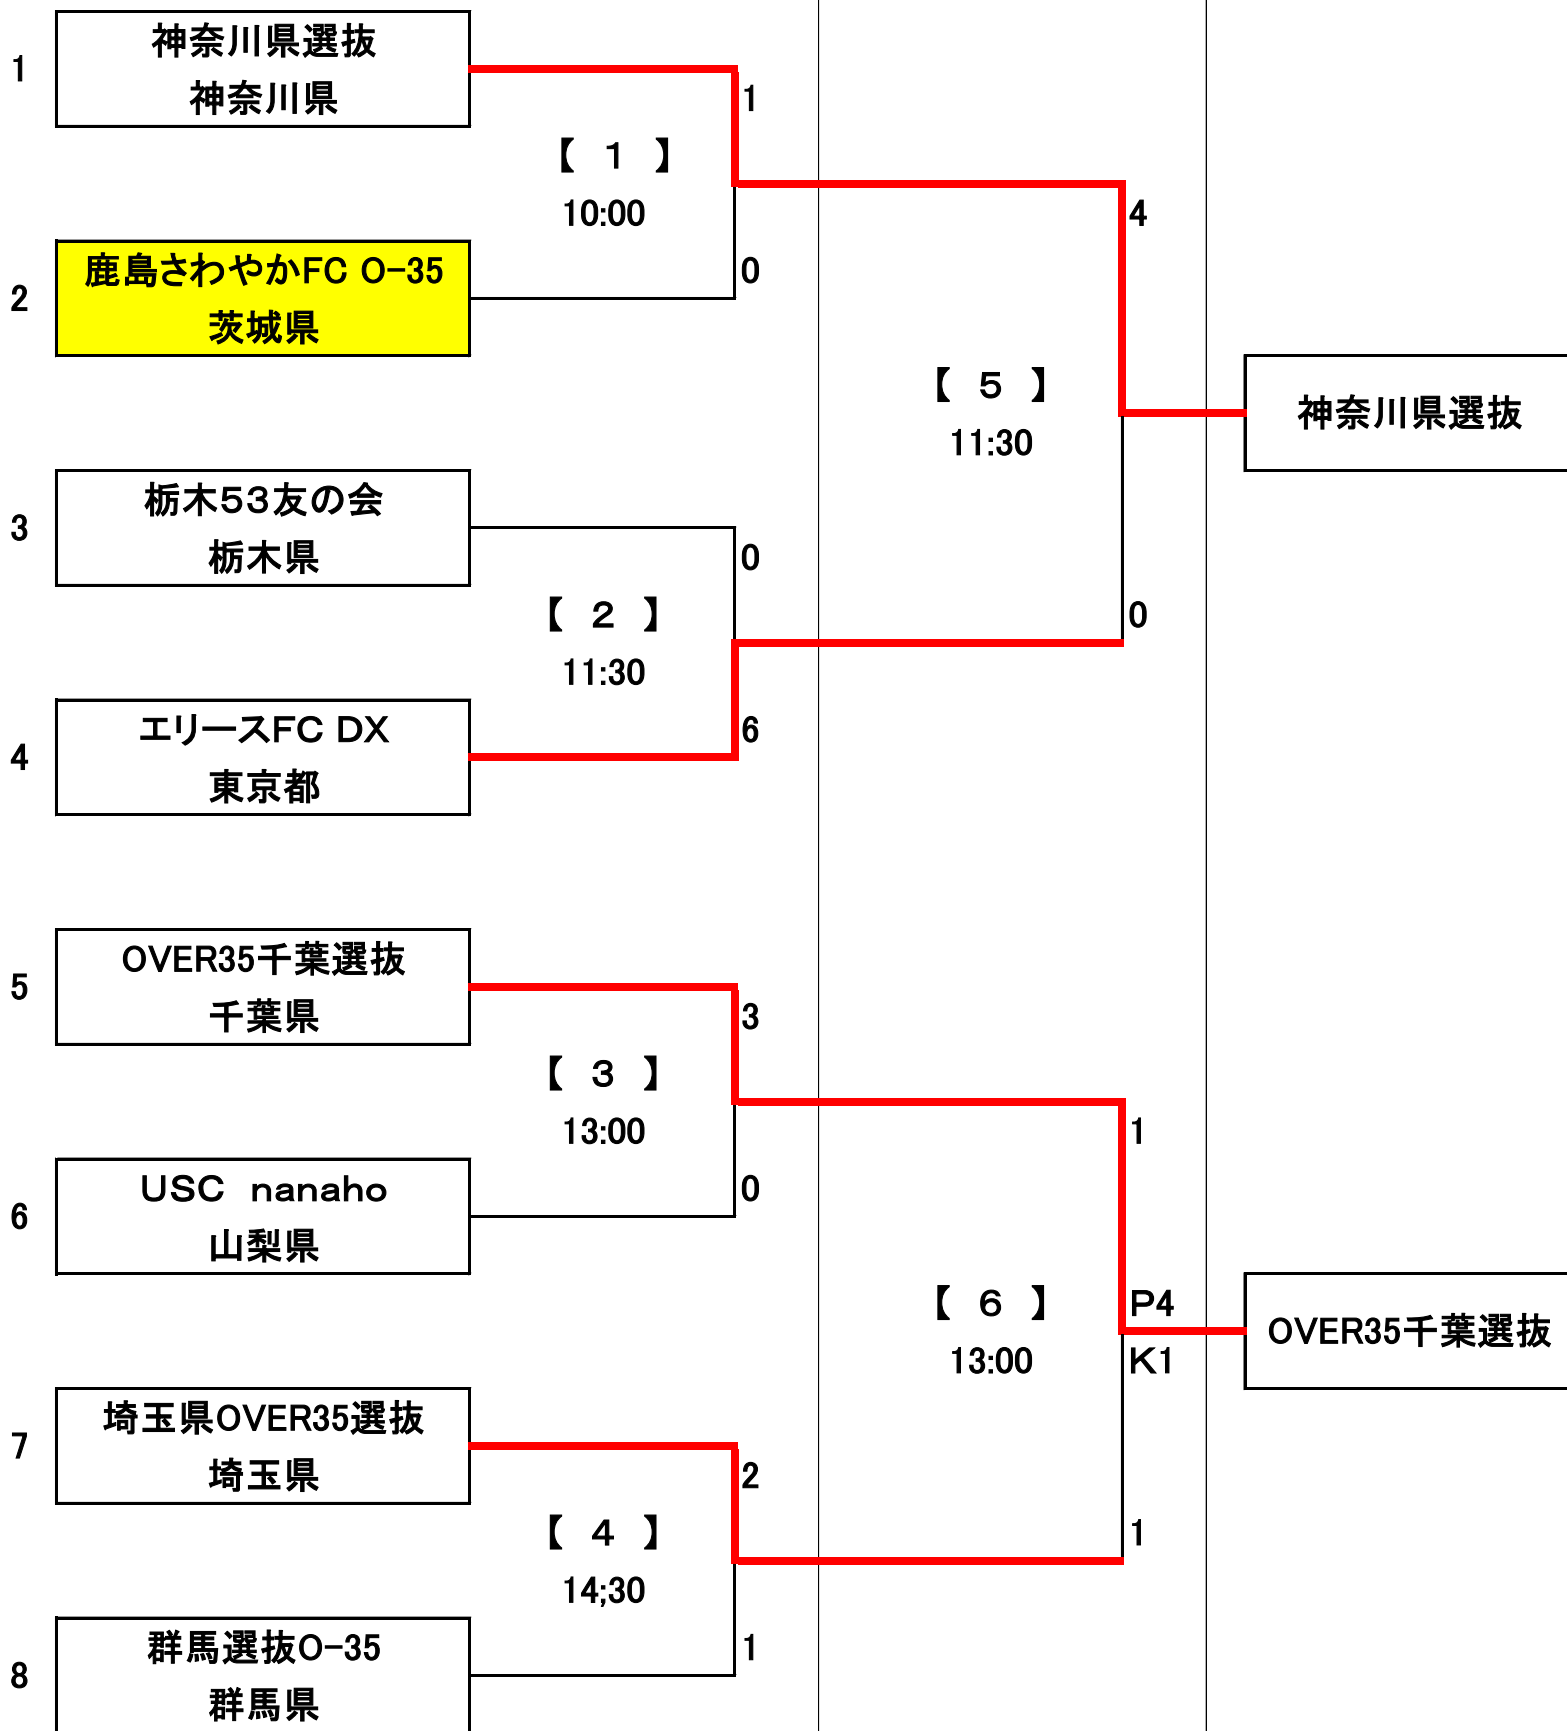 1
神奈川県選抜
神奈川県
1
【　１　】
10:00
4
0
2
鹿島さわやかFC O-35
茨城県
【　５　】
11:30
神奈川県選抜
3
栃木５３友の会
栃木県
0
【　２　】
11:30
0
6
4
エリースＦＣ ＤＸ
東京都
5
OVER35千葉選抜
千葉県
3
【　３　】
13:00
1
0
6
ＵＳＣ　ｎａｎａｈｏ
山梨県
【　６　】
13:00
P4
K1
OVER35千葉選抜
7
埼玉県OVER35選抜
埼玉県
2
【　４　】
14;30
1
1
8
群馬選抜O-35
群馬県